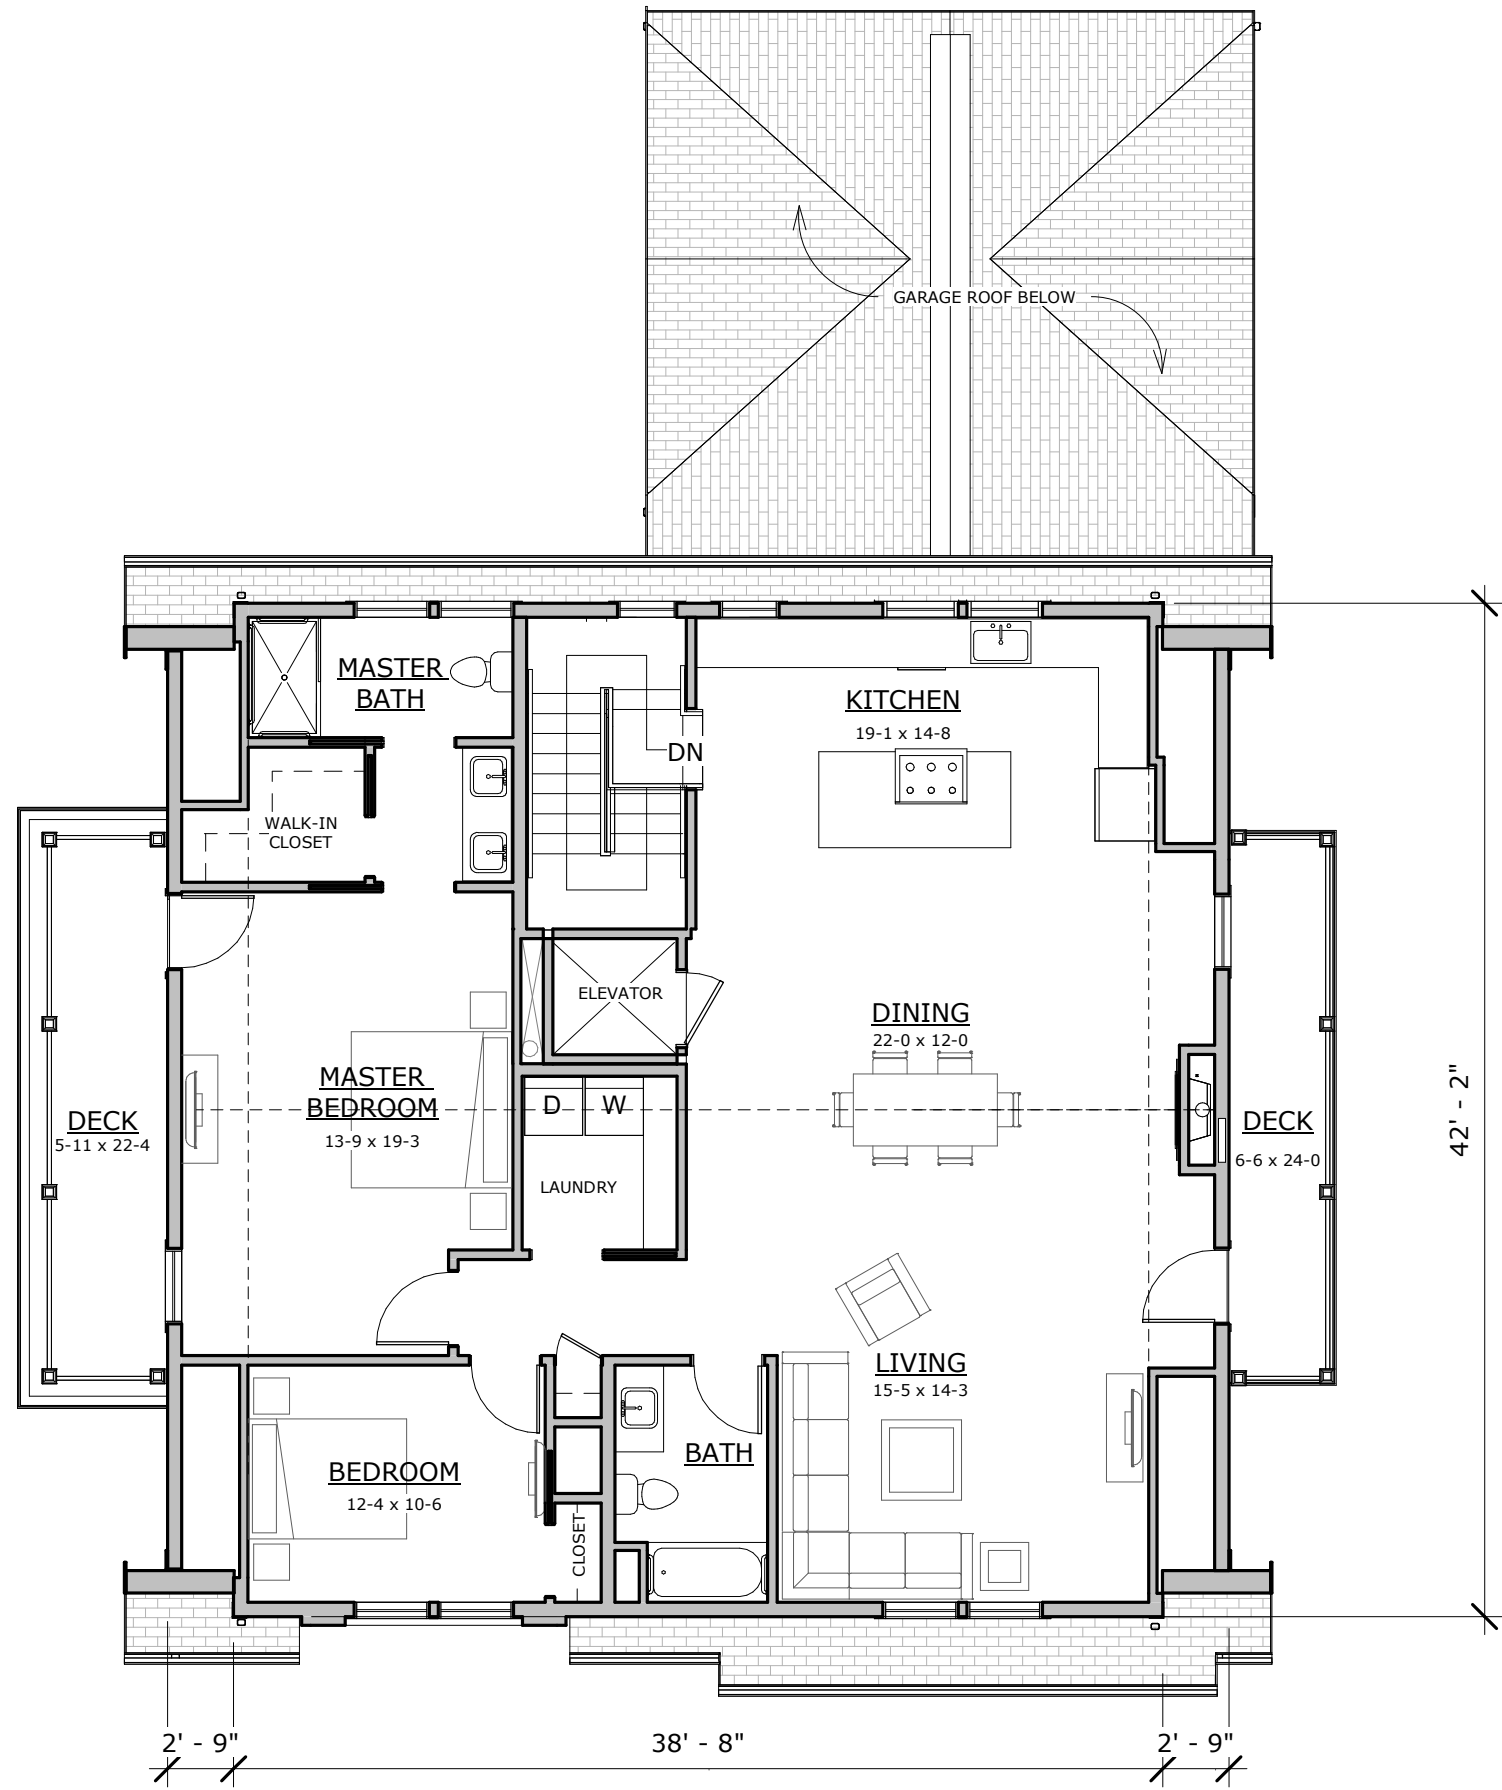 GARAGE ROOF BELOW
MASTER
BATH
KITCHEN
19-1 x 14-8
DN
WALK-IN
CLOSET
ELEVATOR
DINING
22-0 x 12-0
MASTER
BEDROOM
13-9 x 19-3
D
W
DECK
5-11 x 22-4
DECK
6-6 x 24-0
42' - 2"
LAUNDRY
LIVING
15-5 x 14-3
BATH
BEDROOM
12-4 x 10-6
CLOSET
2' - 9"
38' - 8"
2' - 9"